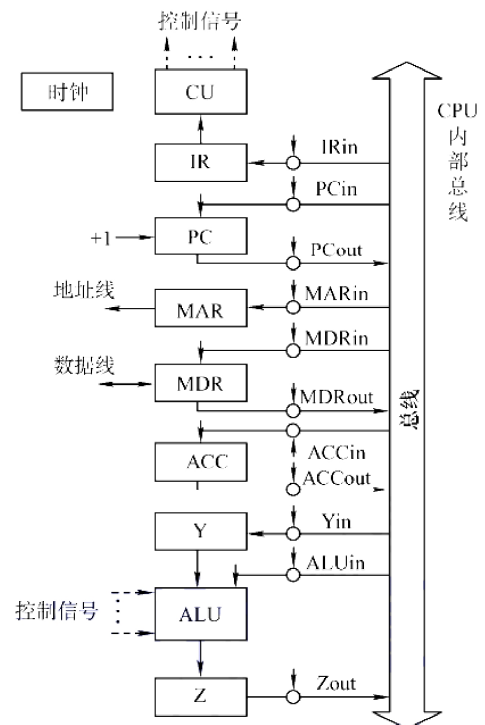 控制信号
...
时钟
CU
CPU
内
部
总
线
IR
IRin
PCin
+1
PC
PCout
地址线
MAR
MARin
MDRin
数据线
MDR
MDRout
总线
ACC
ACCin
ACCout
Y
Yin
ALUin
控制信号
ALU
Z
Zout